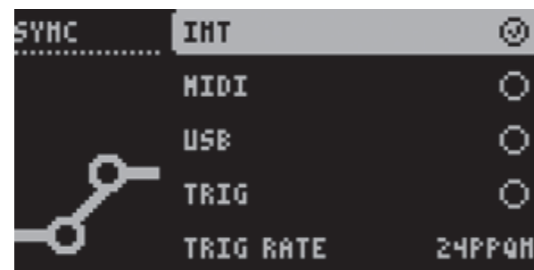 SYNC
INT
MIDI
USB
TRIG
TRIG RATE 24PPQN